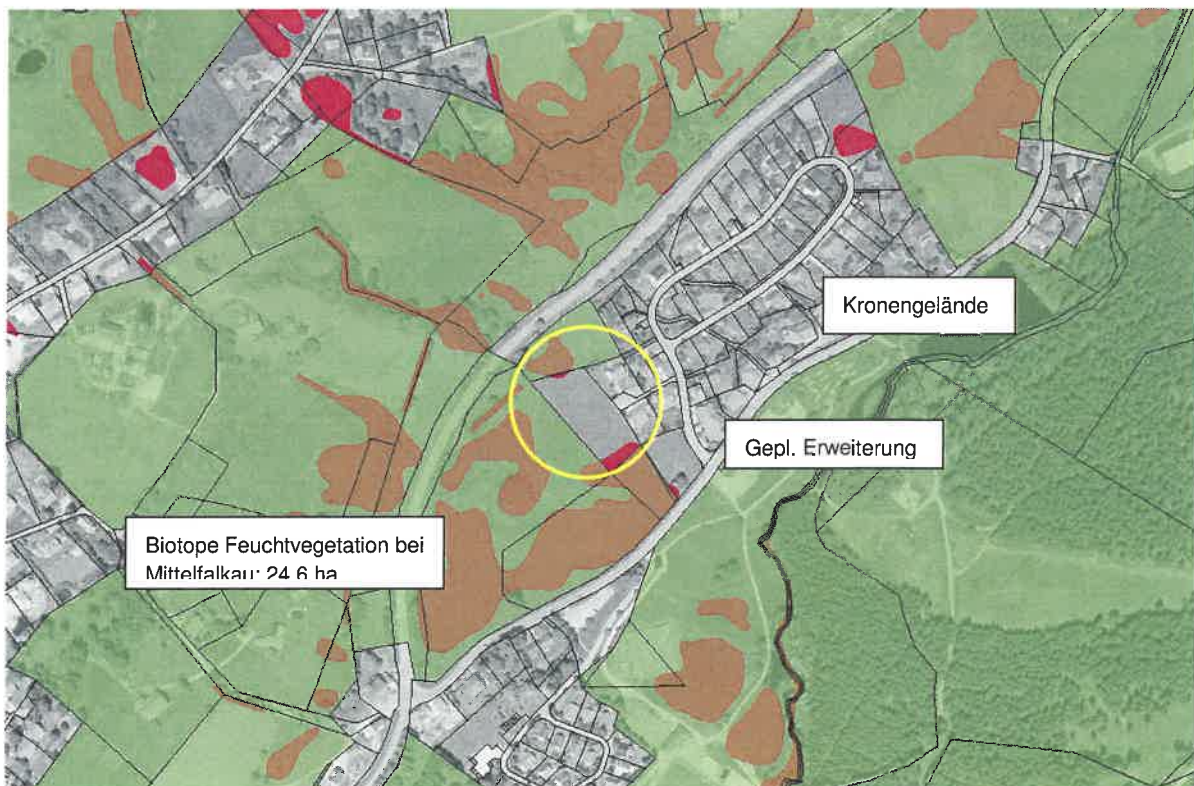 Kronengelände
Gepl. Erweiterung
Biotope Feuchtvegetation bei
Mittelfalkau: 24,6 ha